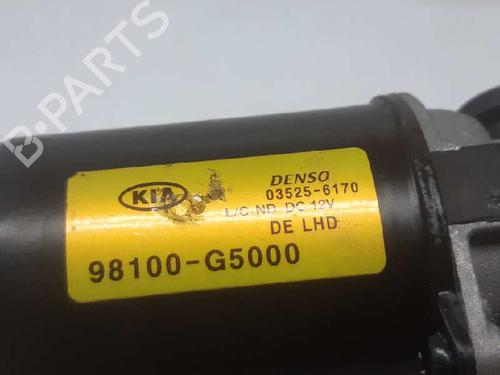 B-PARTS
KIA
DENSO
03525-6170
L/C ND DC 12V
DE LHD
98100-G5000